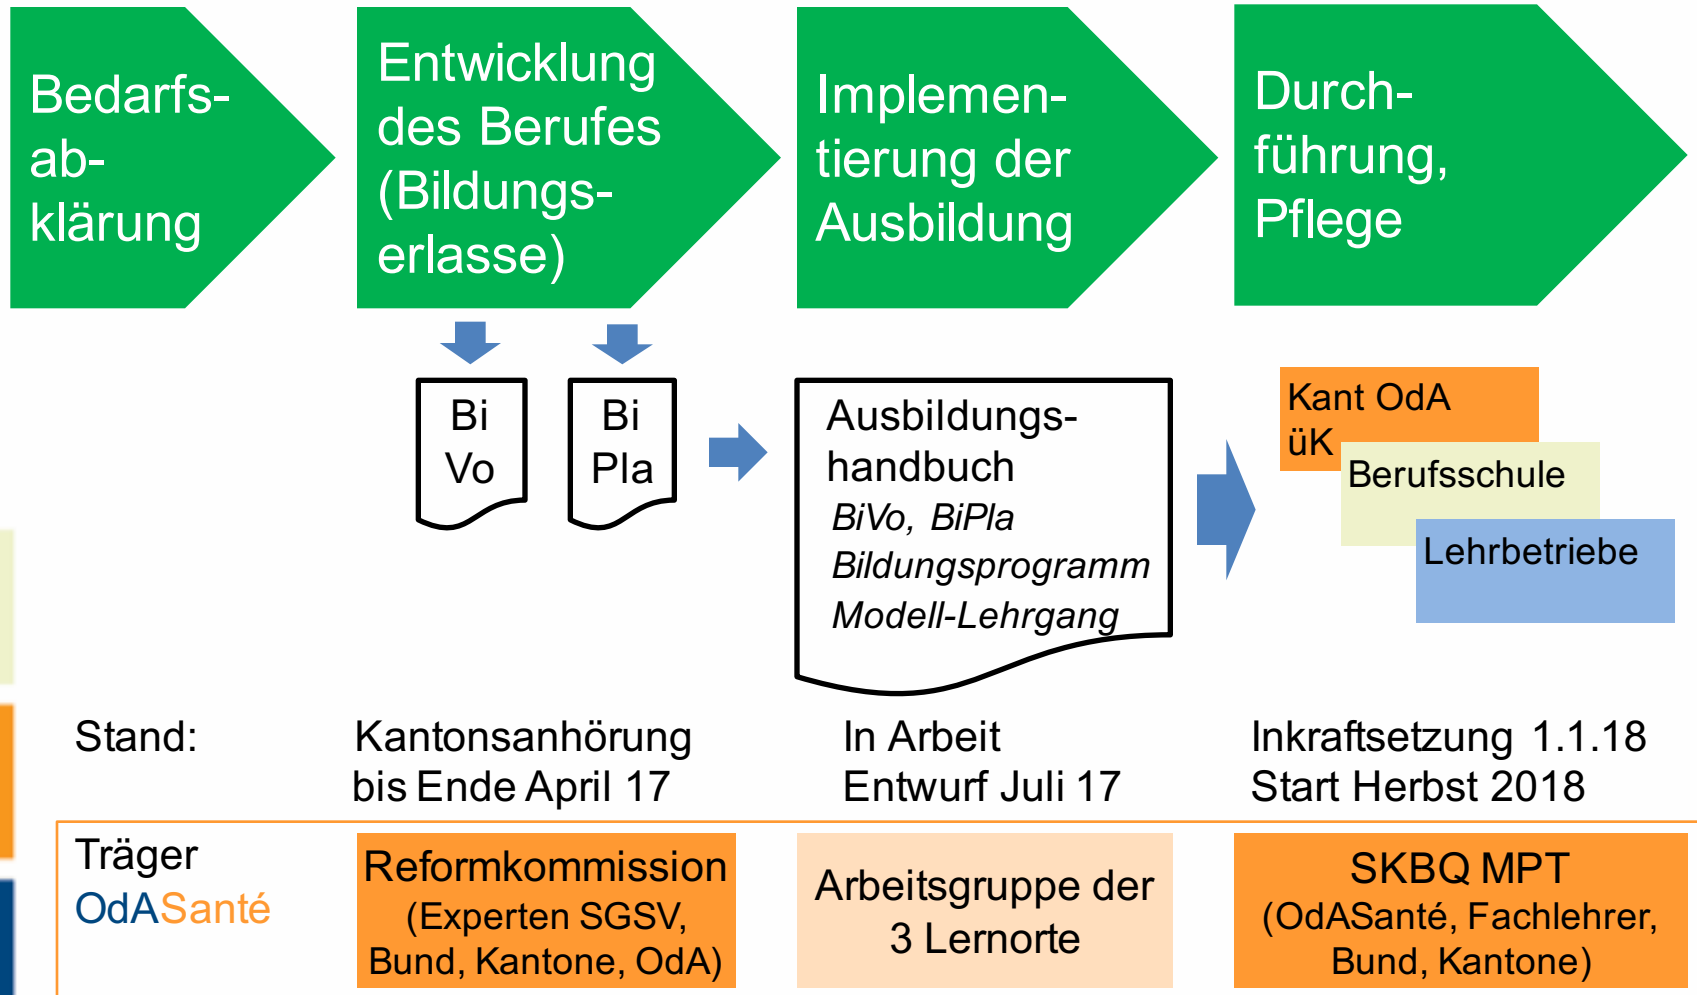 Bedarfs-
ab-
klärung
Entwicklung
des Berufes
(Bildungs-
erlasse)
Implemen-
tierung der
Ausbildung
Durch-
führung,
Pflege
Bi
Vo
Bi
Pla
Ausbildungs-
handbuch
BiVo, BiPla
Bildungsprogramm
Modell-Lehrgang
Kant OdA
üK
Berufsschule
Lehrbetriebe
Stand:
Kantonsanhörung
bis Ende April 17
In Arbeit
Entwurf Juli 17
Inkraftsetzung 1.1.18
Start Herbst 2018
Träger
OdASanté
Reformkommission
(Experten SGSV,
Bund, Kantone, OdA)
Arbeitsgruppe der
3 Lernorte
SKBQ MPT
(OdASanté, Fachlehrer,
Bund, Kantone)